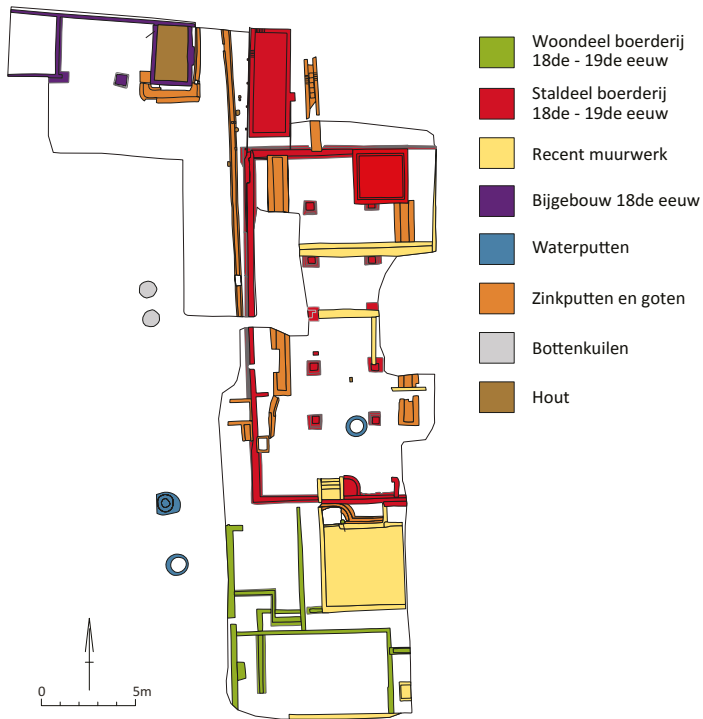 Woondeel boerderij
18de - 19de eeuw
Staldeel boerderij
18de - 19de eeuw
Recent muurwerk
Bijgebouw 18de eeuw
Waterputten
Zinkputten en goten
Bottenkuilen
Hout
0 5m